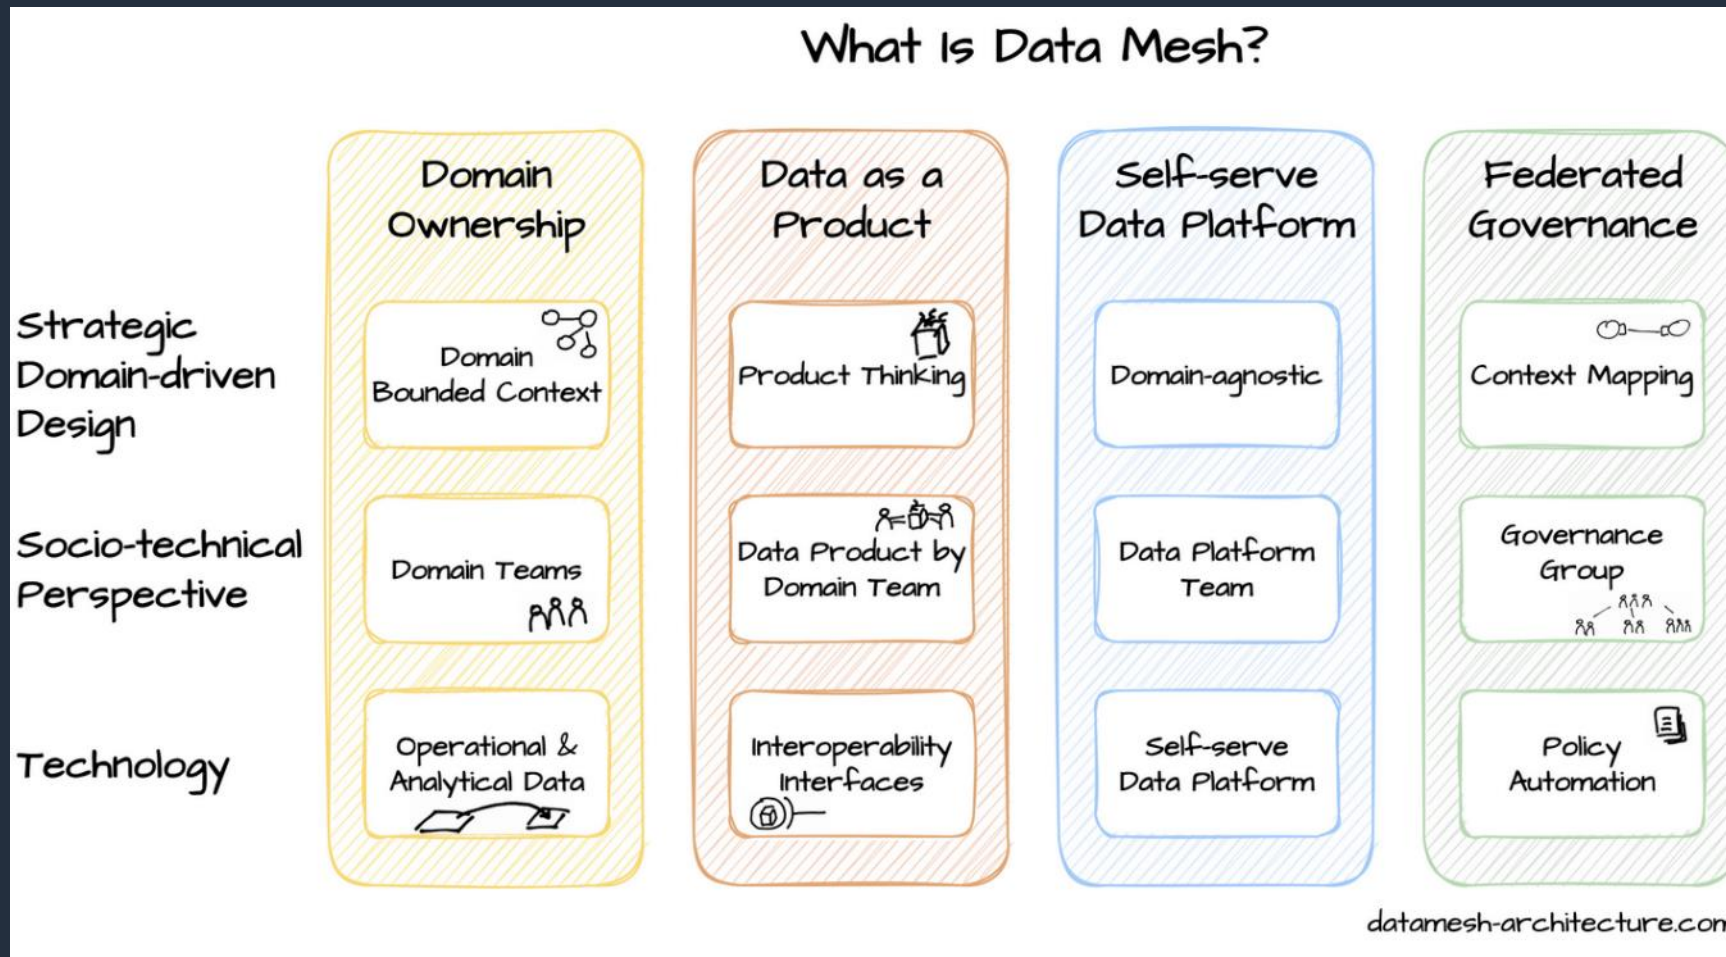 What Is Data Mesh?
Domain
Ownership
Data as a
Product
Self-serve
Data Platform
Federated
Governance
Strategic
Domain-driven
Design
Domain
Bounded Context
Product Thinking
Domain-agnostic
Context Mapping
Socio-technical
Perspective
Domain Teams
Data Product by
Domain Team
Data Platform
Team
Governance
Group
Technology
Operational &
Analytical Data
Interoperability
Interfaces
Self-serve
Data Platform
Policy
Automation
datamesh-architecture.com